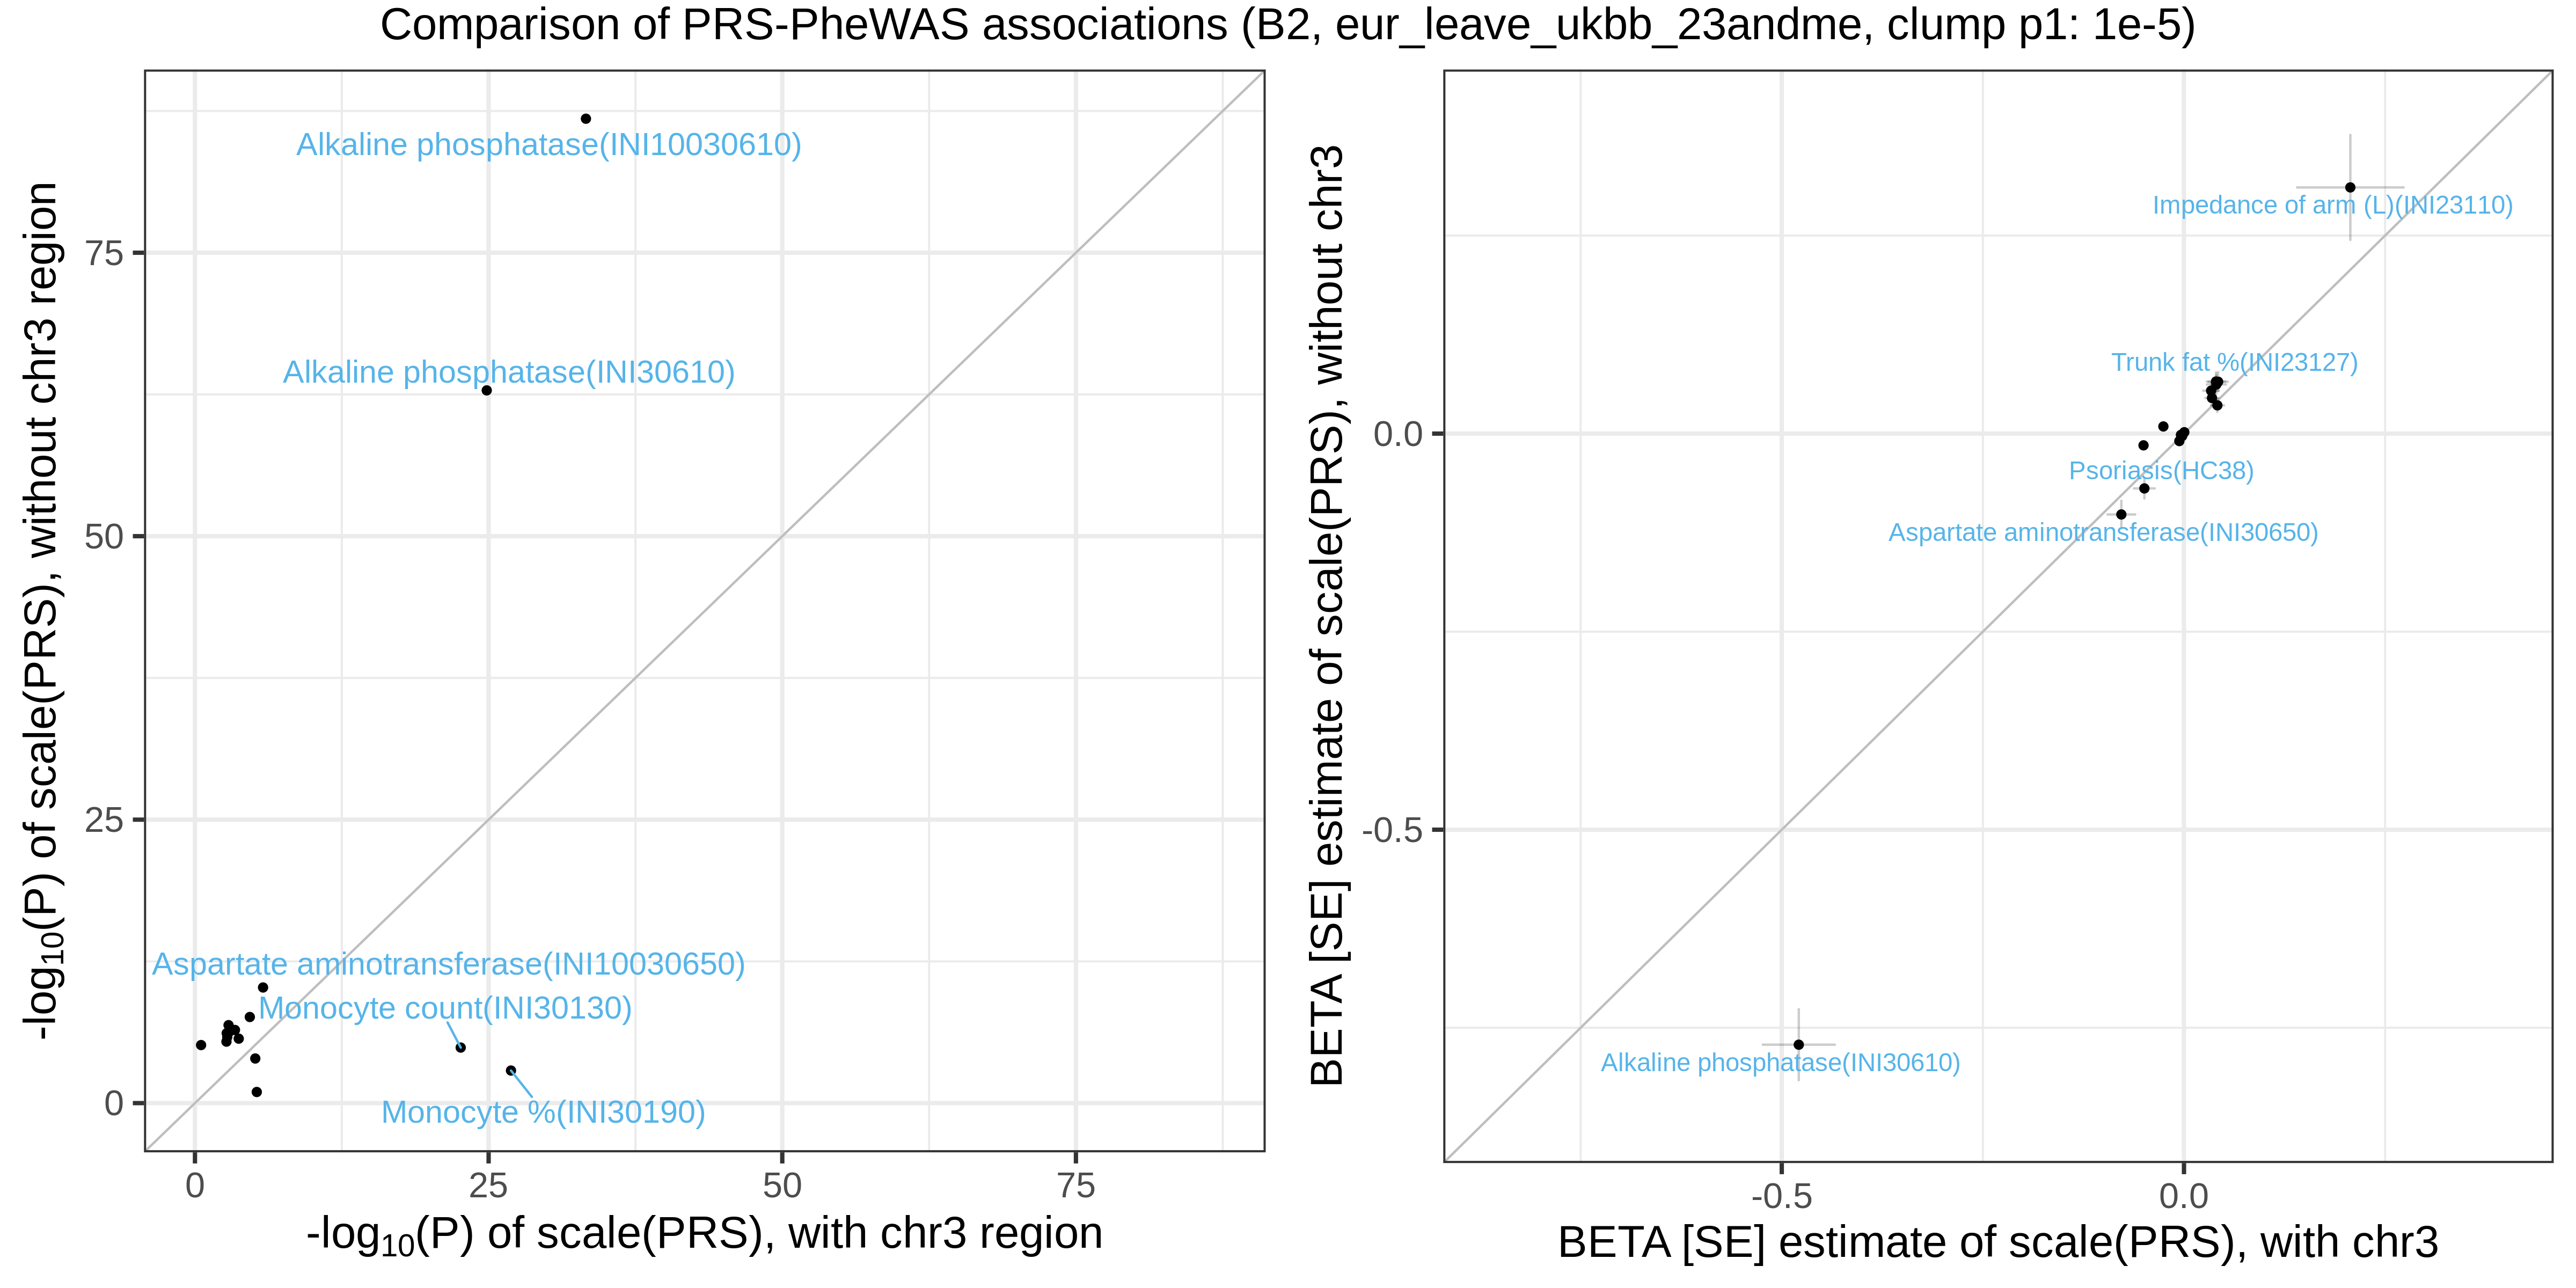 Comparison of PRS-PheWAS associations (B2, eur_leave_ukbb_23andme, clump p1: 1e-5)
-log10(P) of scale(PRS), without chr3 region
75
50
25
0
Alkaline phosphatase(INI10030610)
Alkaline phosphatase(INI30610)
Aspartate aminotransferase(INI10030650)
Monocyte count(INI30130)
Monocyte %(INI30190)
0 25 50 75
-log10(P) of scale(PRS), with chr3 region
BETA [SE] estimate of scale(PRS), without chr3
0.0
-0.5
Impedance of arm (L)(INI23110)
Trunk fat %(INI23127)
Psoriasis(HC38)
Aspartate aminotransferase(INI30650)
Alkaline phosphatase(INI30610)
-0.5 0.0
BETA [SE] estimate of scale(PRS), with chr3